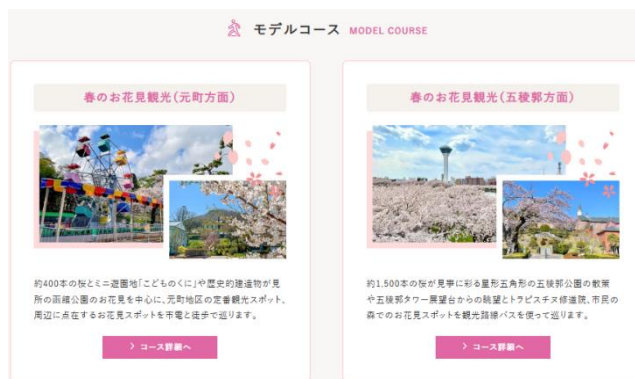 モデルコース MODEL COURSE
春のお花見観光(元町方面)
約400本の桜とミニ遊園地「こどものくに」や歴史的建造物が見
所の函館公園のお花見を中心に、元町地区の定番観光スポット、
周辺に点在するお花見スポットを市電と徒歩で巡ります。
> コース詳細へ
春のお花見観光(五稜郭方面)
約1,500本の桜が見事に彩る星形五角形の五稜郭公園の散策
や五稜郭タワー展望台からの眺望とトラピスチヌ修道院、市民の
森でのお花見スポットを観光路線バスを使って巡ります。
> コース詳細へ